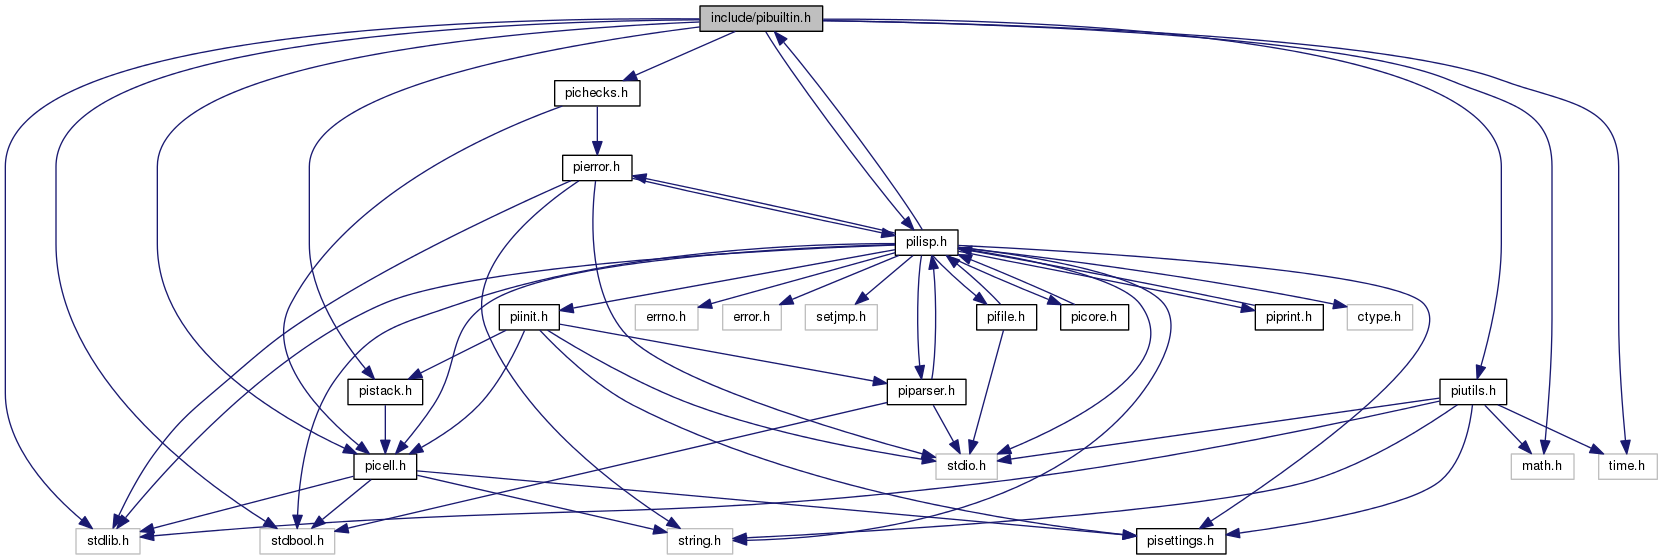 include/pibuiltin.h
pichecks.h
pierror.h
pilisp.h
piinit.h
errno.h
error.h
setjmp.h
pifile.h
picore.h
piprint.h
ctype.h
pistack.h
piparser.h
piutils.h
picell.h
stdio.h
math.h
time.h
stdlib.h
stdbool.h
string.h
pisettings.h